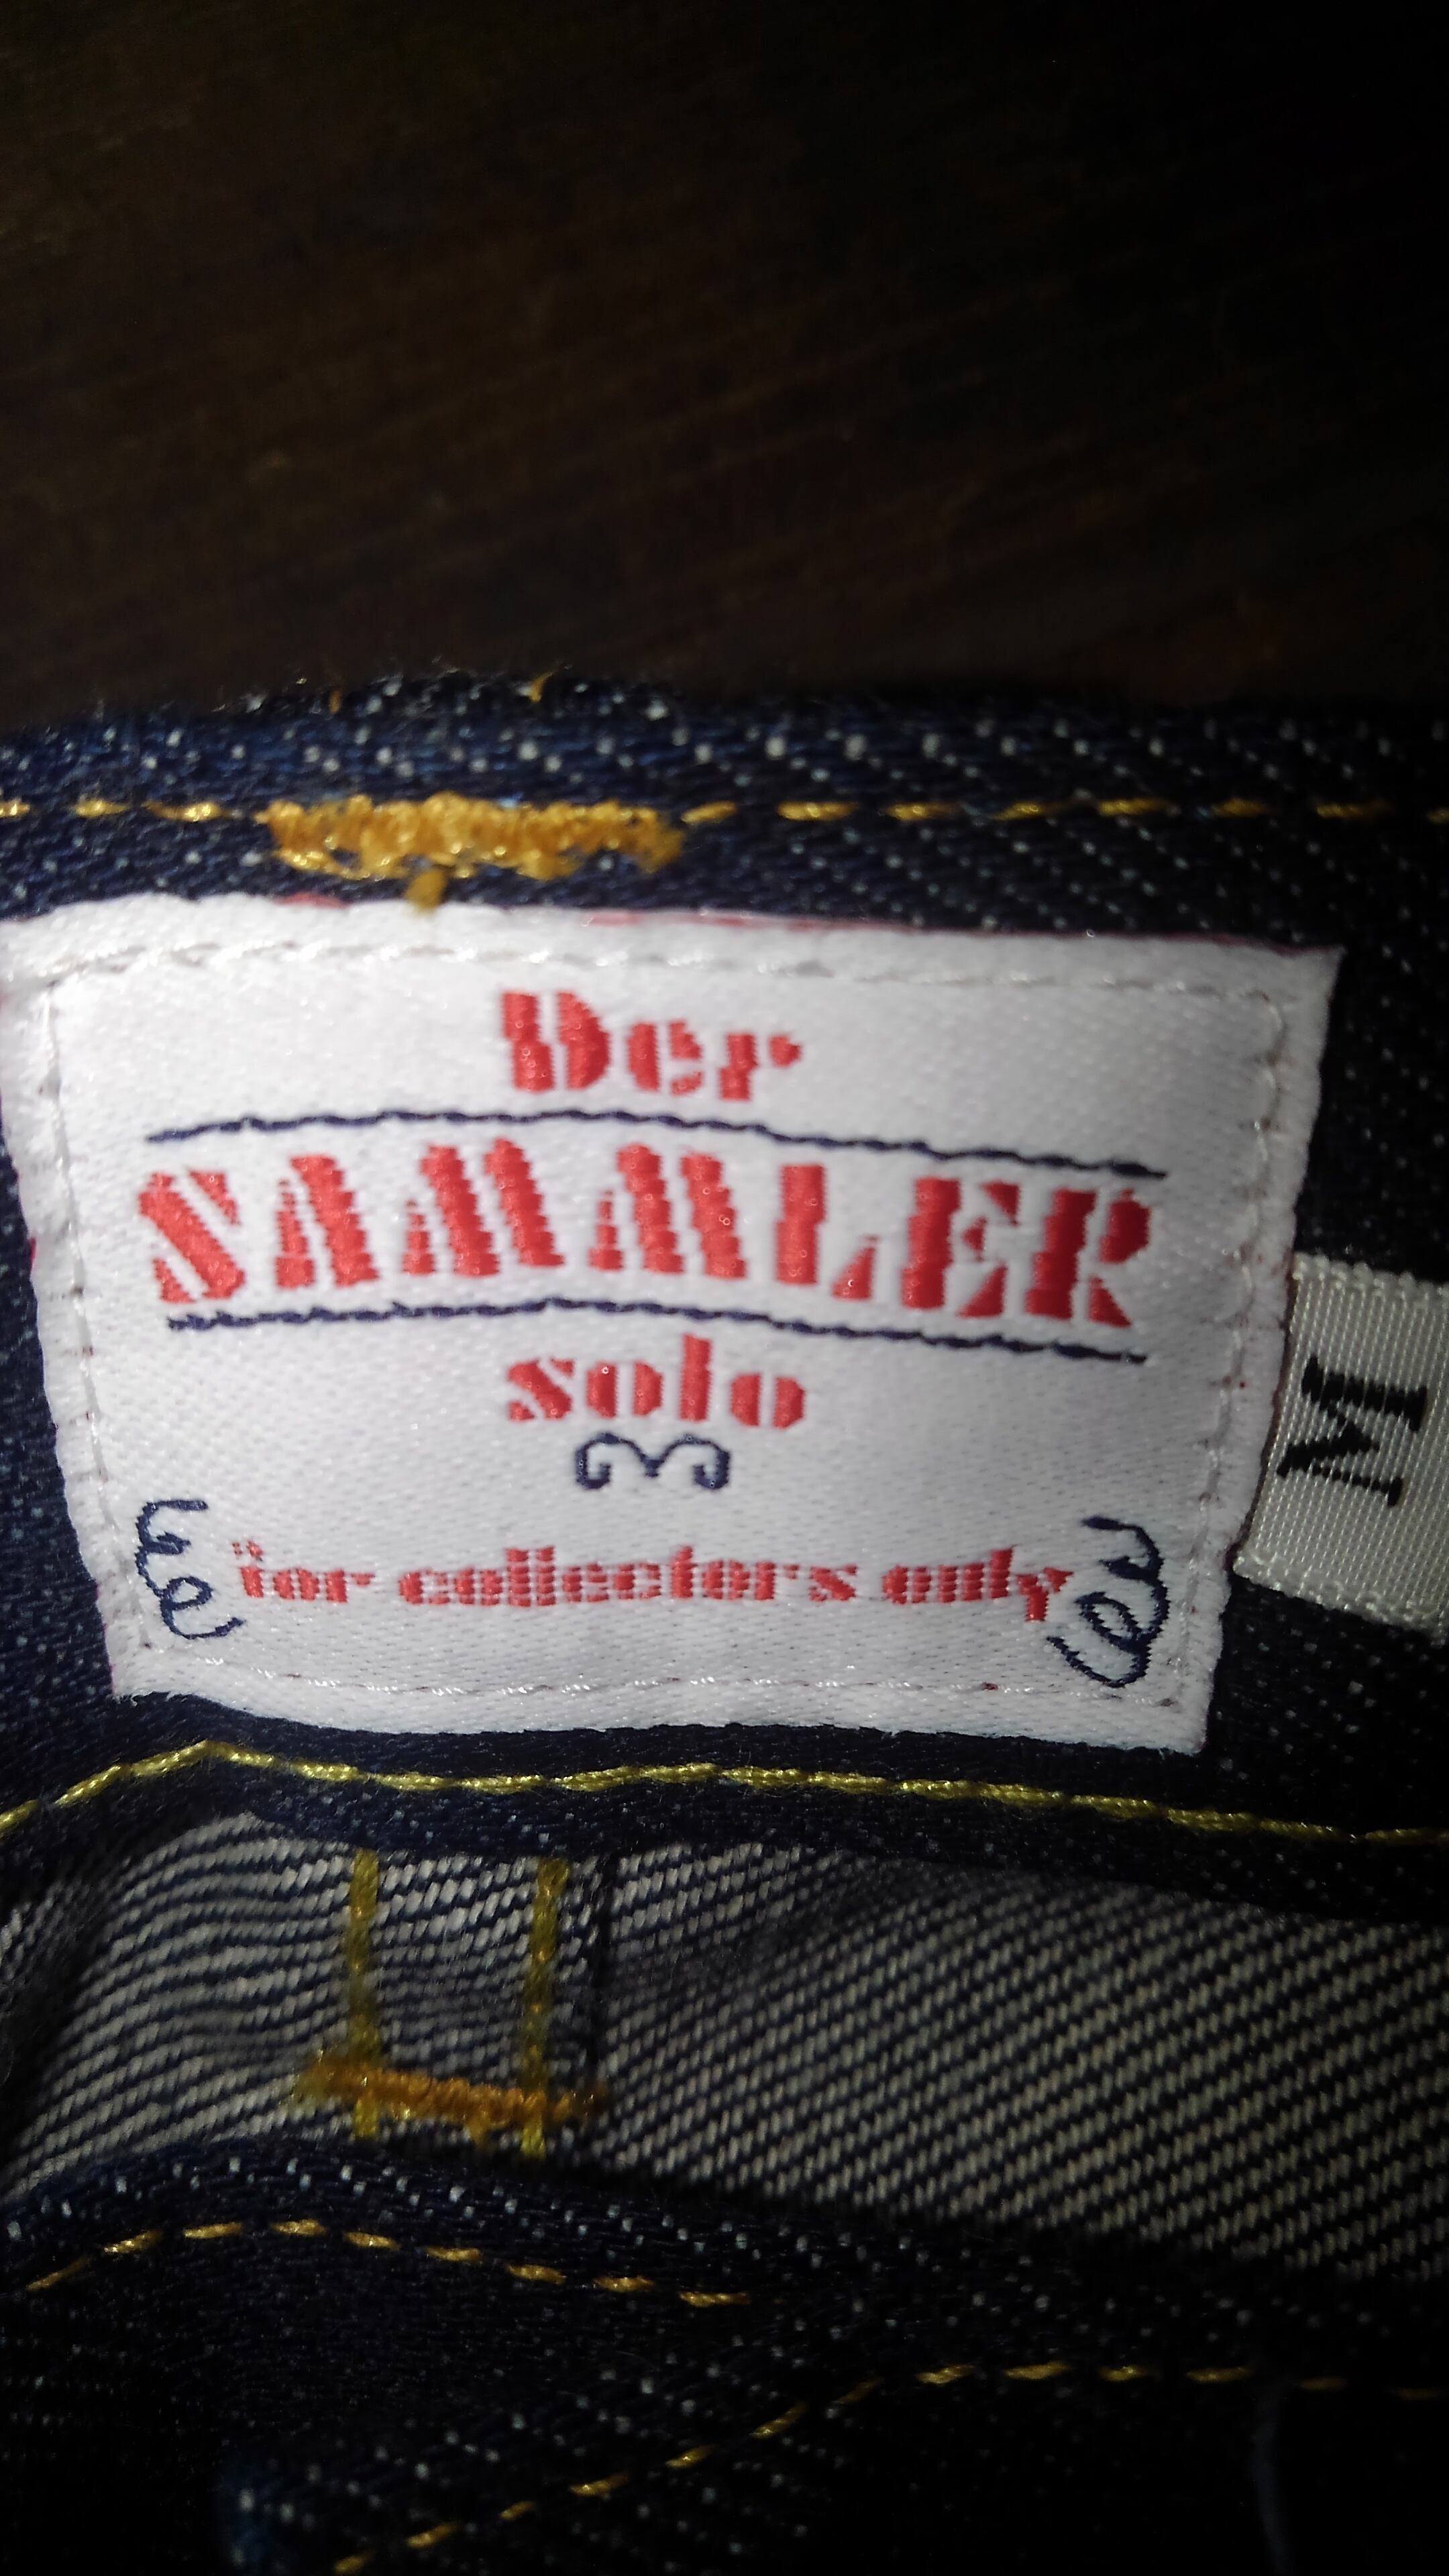 Der
SAMMLER
solo
"for collectors only
M